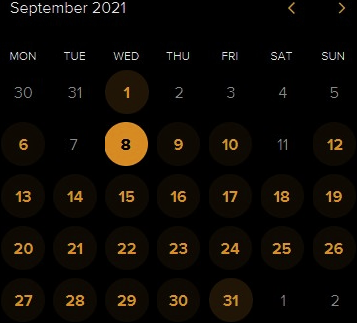 September 2021
MON TUE WED THU FRI SAT SUN
30 31 1 2 3 4 5
6 7 8 9 10 11 12
13 14 15 16 17 18 19
20 21 22 23 24 25 26
27 28 29 30 31 1 2